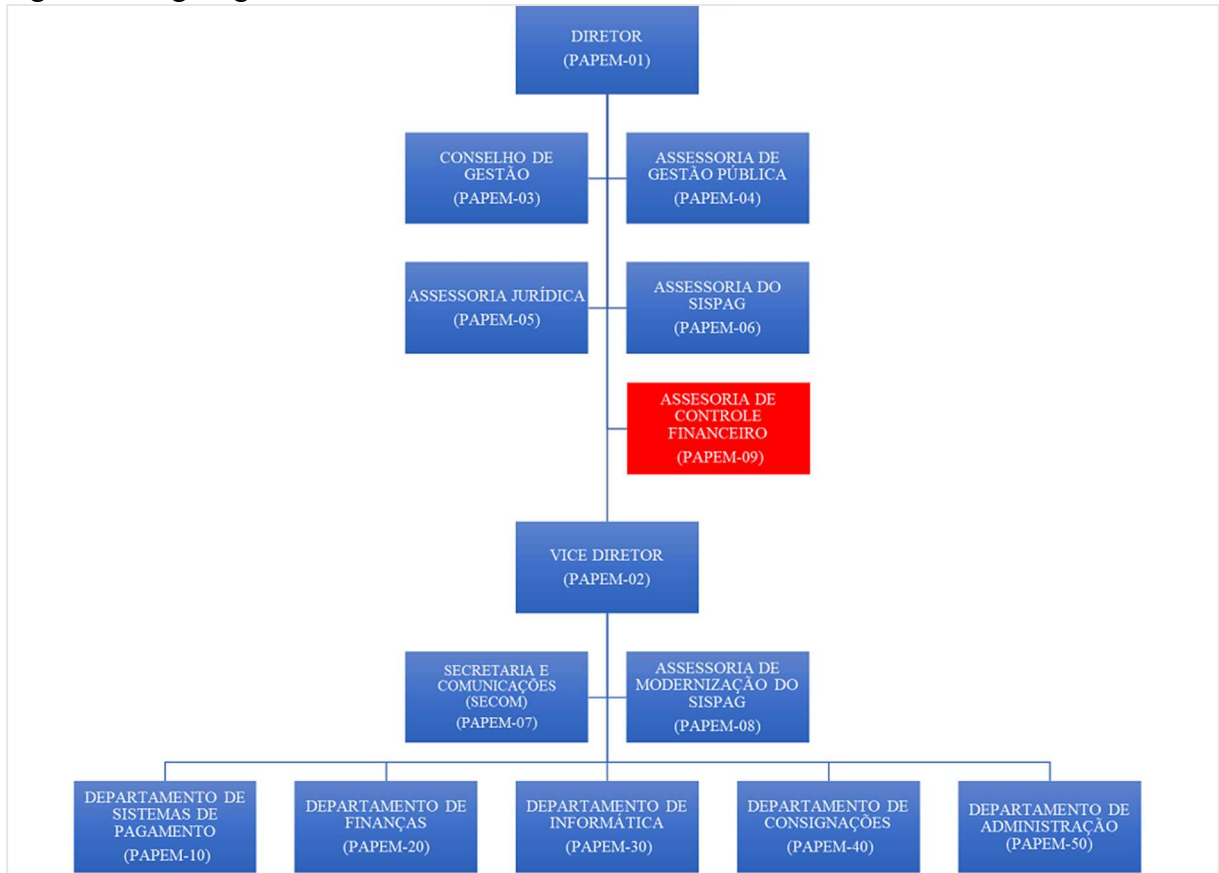 DIRETOR
(PAPEM-01)
CONSELHO DE
GESTÃO
(PAPEM-03)
ASSESSORIA DE
GESTÃO PÚBLICA
(PAPEM-04)
ASSESSORIA JURÍDICA
(PAPEM-05)
ASSESSORIA DO
SISPAG
(PAPEM-06)
ASSESORIA DE
CONTROLE
FINANCEIRO
(PAPEM-09)
VICE DIRETOR
(PAPEM-02)
SECRETARIA E
COMUNICAÇÕES
(SECOM)
(PAPEM-07)
ASSESSORIA DE
MODERNIZAÇÃO DO
SISPAG
(PAPEM-08)
DEPARTAMENTO DE
SISTEMAS DE
PAGAMENTO
(PAPEM-10)
DEPARTAMENTO DE
FINANÇAS
(PAPEM-20)
DEPARTAMENTO DE
INFORMÁTICA
(PAPEM-30)
DEPARTAMENTO DE
CONSIGNAÇÕES
(PAPEM-40)
DEPARTAMENTO DE
ADMINISTRAÇÃO
(PAPEM-50)